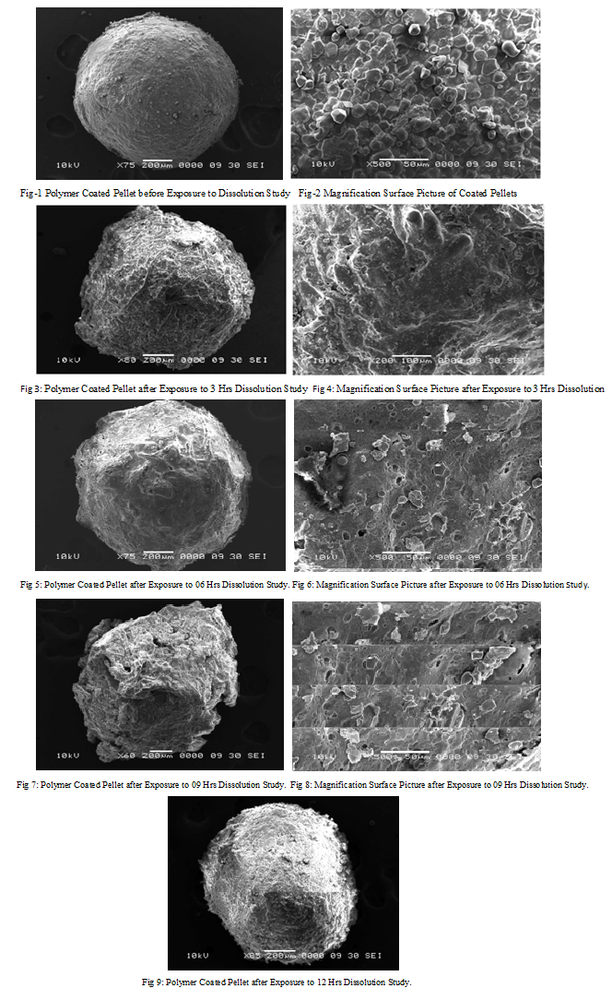 10kV X75 200µm 0000 09 30 SEI
10kV X500 50µm 0000 09 30 SEI
Fig-1 Polymer Coated Pellet before Exposure to Dissolution Study Fig-2 Magnification Surface Picture of Coated Pellets
10kV X60 200µm 0000 09 30 SEI
10kV X200 100µm 0000 09 30 SEI
Fig 3: Polymer Coated Pellet after Exposure to 3 Hrs Dissolution Study Fig 4: Magnification Surface Picture after Exposure to 3 Hrs Dissolution
10kV X75 200µm 0000 09 30 SEI
10kV X500 50µm 0000 09 30 SEI
Fig 5: Polymer Coated Pellet after Exposure to 06 Hrs Dissolution Study. Fig 6: Magnification Surface Picture after Exposure to 06 Hrs Dissolution Study.
10kV X60 200µm 0000 09 30 SEI
10kV X500 50µm 0000 09 30 SEI
Fig 7: Polymer Coated Pellet after Exposure to 09 Hrs Dissolution Study. Fig 8: Magnification Surface Picture after Exposure to 09 Hrs Dissolution Study.
10kV X85 200µm 0000 09 30 SEI
Fig 9: Polymer Coated Pellet after Exposure to 12 Hrs Dissolution Study.